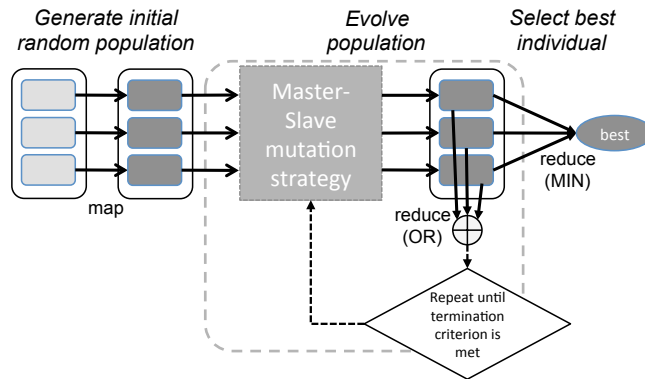 Generate initial
random population
Evolve
population
Select best
individual
Master-
Slave
mutation
strategy
best
map
reduce
(MIN)
reduce
(OR)
Repeat until
termination
criterion is
met